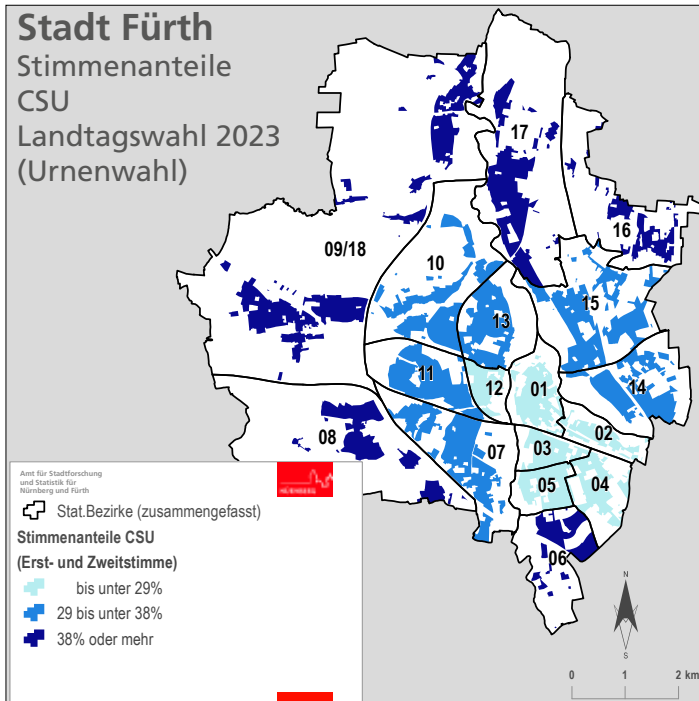 Stadt Fürth
Stimmenanteile
CSU
Landtagswahl 2023
(Urnenwahl)
17
16
09/18
10
15
13
11
12
01
14
02
08
07
03
05
04
06
Amt für Stadtforschung
und Statistik für
Nürnberg und Fürth
NÜRNBERG
Stat.Bezirke (zusammengefasst)
Stimmenanteile CSU
(Erst- und Zweitstimme)
bis unter 29%
29 bis unter 38%
38% oder mehr
N
S
0 1 2 km